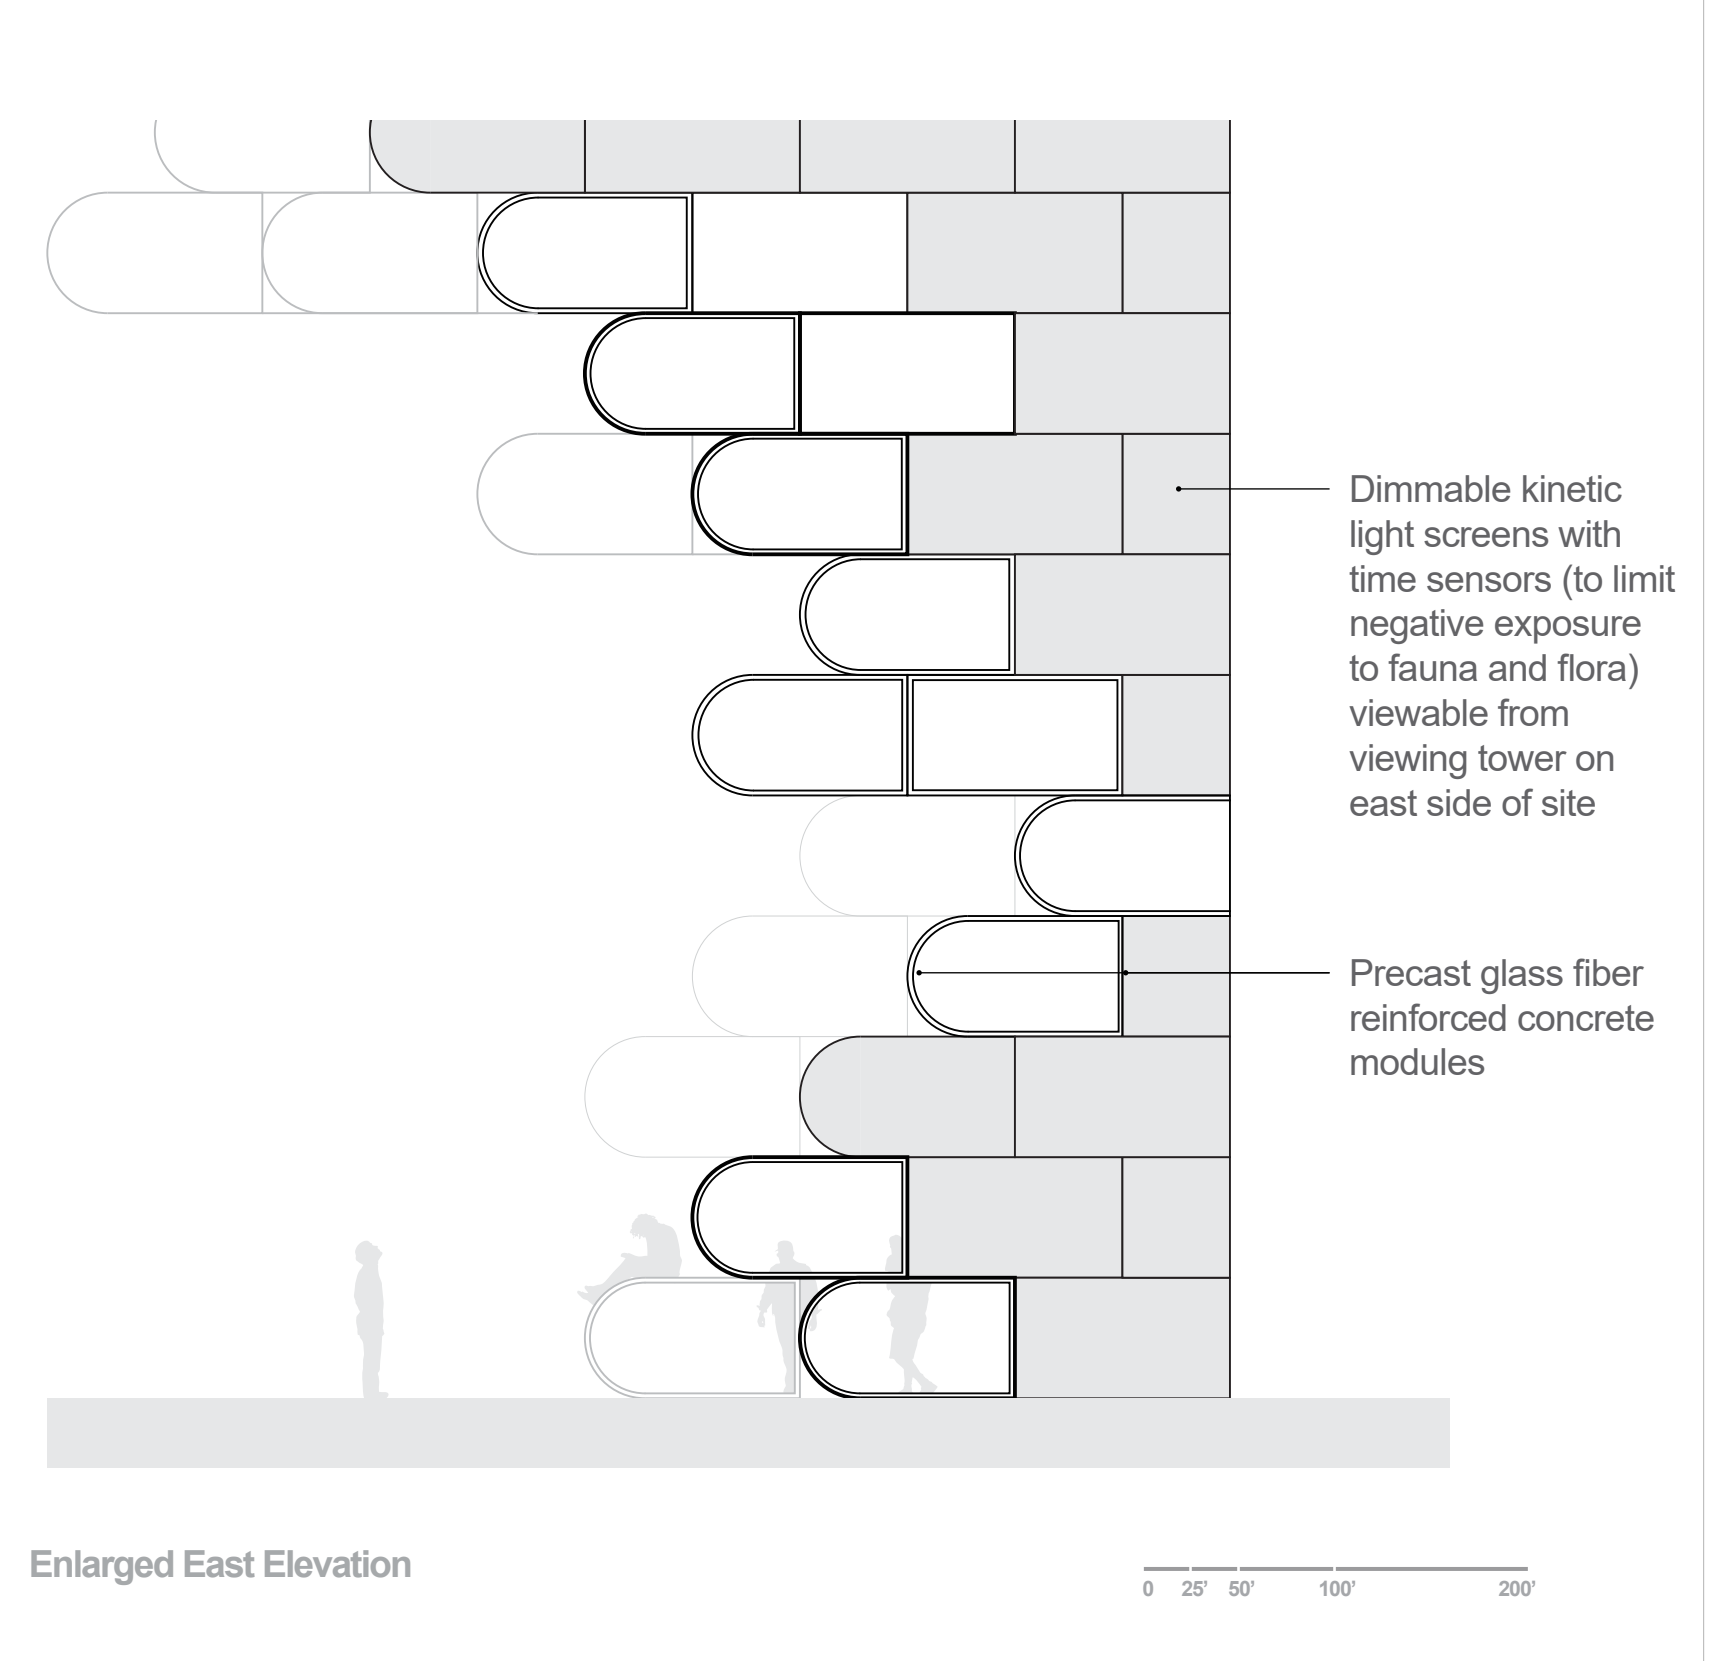 Dimmable kinetic
light screens with
time sensors (to limit
negative exposure
to fauna and flora)
viewable from
viewing tower on
east side of site
Precast glass fiber
reinforced concrete
modules
Enlarged East Elevation
0 25’ 50’ 100’ 200’